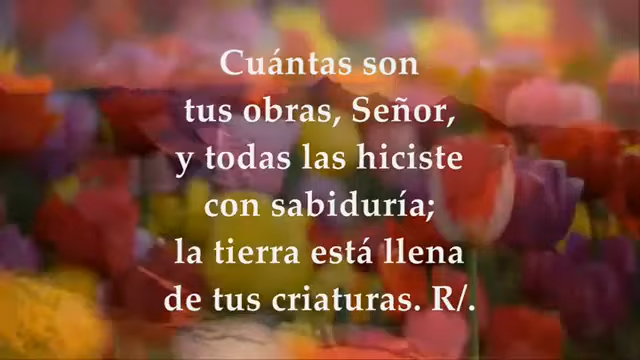 Cuántas son
tus obras, Señor,
y todas las hiciste
con sabiduría;
la tierra está llena
de tus criaturas. R/.